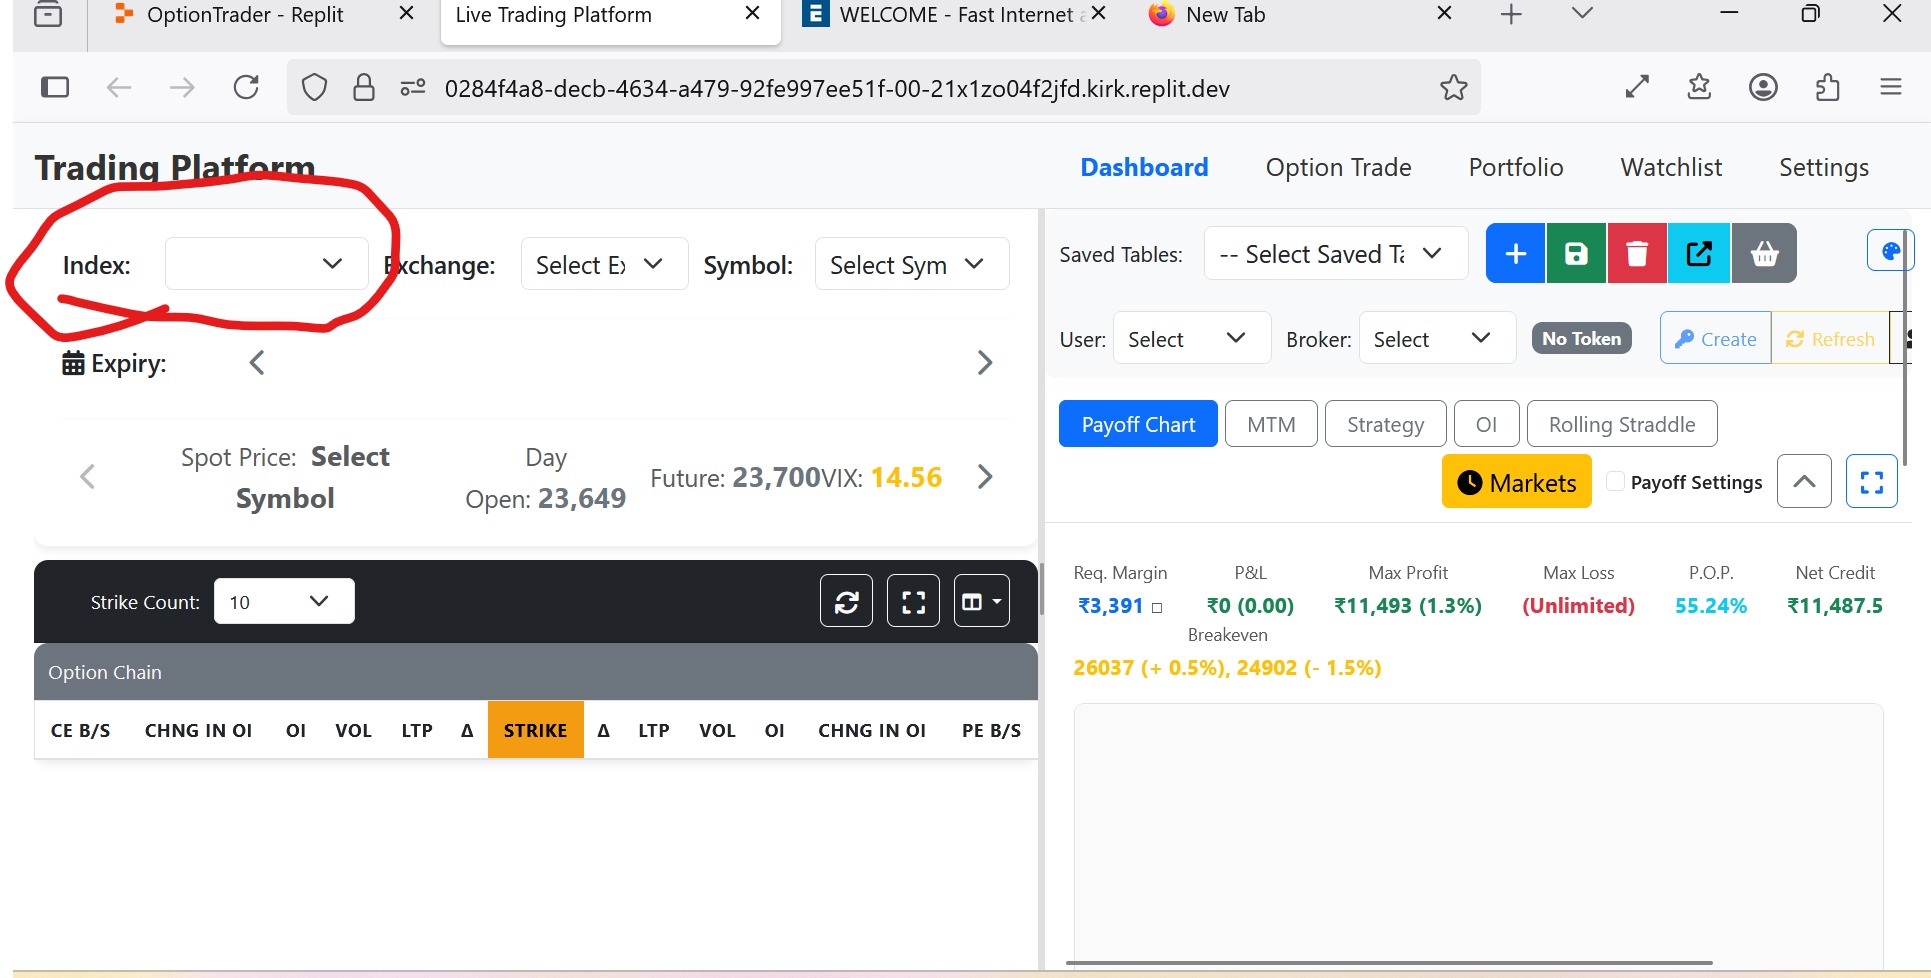 OptionTrader - Replit
Live Trading Platform
WELCOME - Fast Internet
New Tab
0284f4a8-decb-4634-a479-92fe997ee51f-00-21x1zo04f2jfd.kirk.replit.dev
Trading Platform
Dashboard Option Trade Portfolio Watchlist Settings
Index: Exchange: Select Ex Symbol: Select Sym
Expiry:
Spot Price: Select Symbol
Day Open: 23,649
Future: 23,700 VIX: 14.56
Strike Count: 10
Option Chain
CE B/S CHNG IN OI OI VOL LTP Δ STRIKE Δ LTP VOL OI CHNG IN OI PE B/S
Saved Tables: -- Select Saved Ta
User: Select Broker: Select No Token Create Refresh
Payoff Chart MTM Strategy OI Rolling Straddle
Markets Payoff Settings
Req. Margin P&L Max Profit Max Loss P.O.P. Net Credit
₹3,391 ₹0 (0.00) ₹11,493 (1.3%) (Unlimited) 55.24% ₹11,487.5
Breakeven
26037 (+ 0.5%), 24902 (- 1.5%)